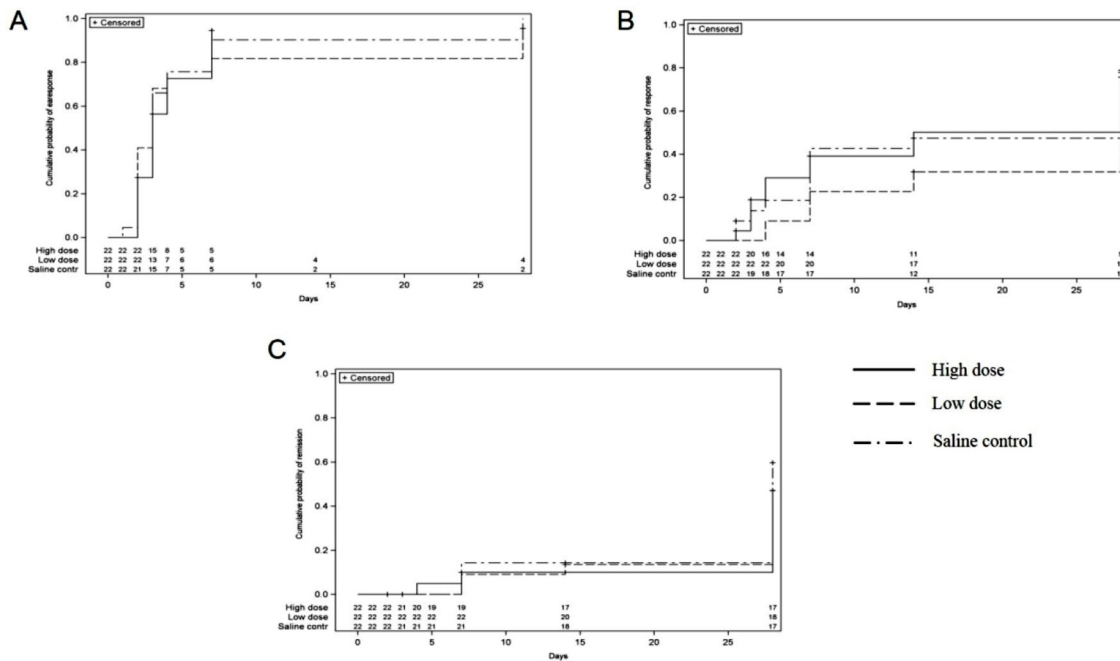 A
+ Censored
Cumulative probability of earesponse
1.0
0.8
0.6
0.4
0.2
0.0
High dose 22 22 22 15 8 5 5
Low dose 22 22 22 13 7 6 6 4 4
Saline contr 22 22 21 15 7 5 5 2 2
0 5 10 15 20 25
Days
B
+ Censored
Cumulative probability of response
1.0
0.8
0.6
0.4
0.2
0.0
High dose 22 22 22 20 16 14 14 11
Low dose 22 22 22 22 22 20 20 17
Saline contr 22 22 22 19 18 17 17 12
0 5 10 15 20 25
Days
C
+ Censored
Cumulative probability of remission
1.0
0.8
0.6
0.4
0.2
0.0
High dose 22 22 22 21 20 19 19 17 17
Low dose 22 22 22 22 22 22 22 20 18
Saline contr 22 22 22 21 21 21 21 18 17
0 5 10 15 20 25
Days
High dose
Low dose
Saline control